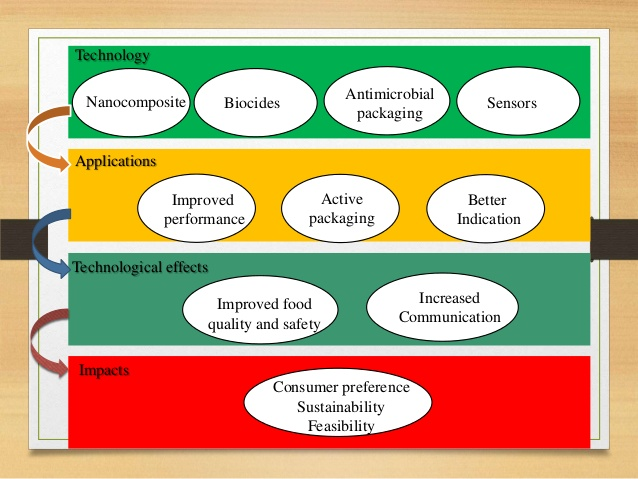 Technology
Nanocomposite
Biocides
Antimicrobial
packaging
Sensors
Applications
Improved
performance
Active
packaging
Better
Indication
Technological effects
Improved food
quality and safety
Increased
Communication
Impacts
Consumer preference
Sustainability
Feasibility